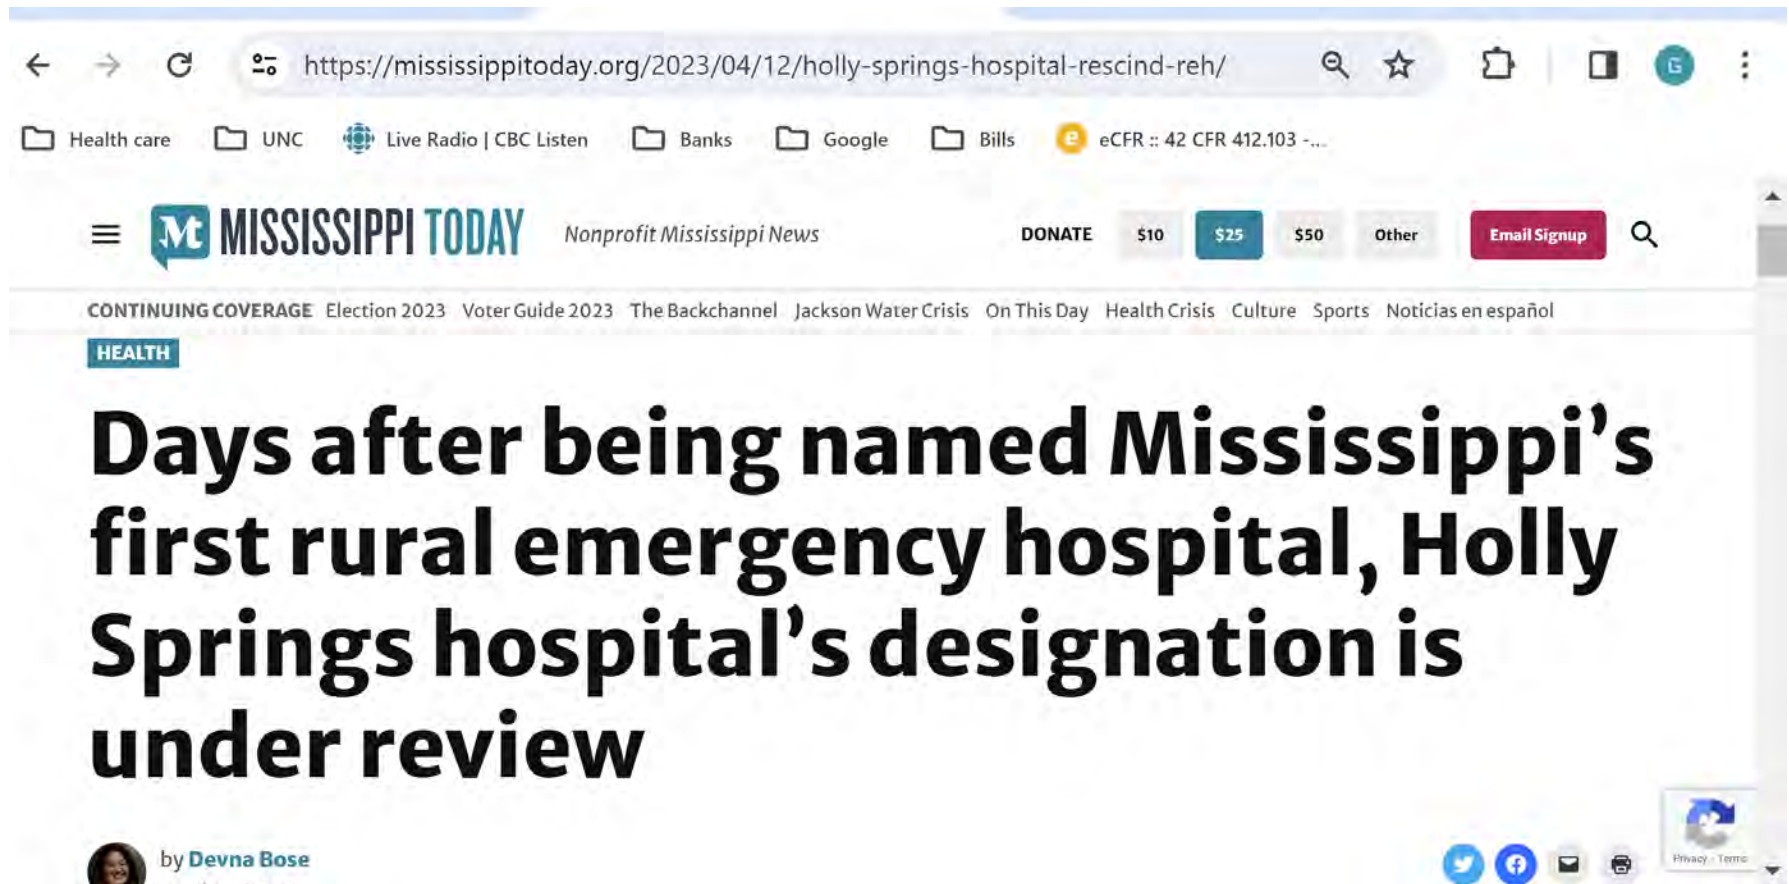 https://mississippitoday.org/2023/04/12/holly-springs-hospital-rescind-reh/
G
Health care UNC Live Radio | CBC Listen Banks Google Bills e eCFR :: 42 CFR 412.103 -...
Mt MISSISSIPPI TODAY Nonprofit Mississippi News DONATE $10 $25 $50 Other Email Signup
CONTINUING COVERAGE Election 2023 Voter Guide 2023 The Backchannel Jackson Water Crisis On This Day Health Crisis Culture Sports Noticias en español
HEALTH
Days after being named Mississippi’s
first rural emergency hospital, Holly
Springs hospital’s designation is
under review
by Devna Bose
Privacy - Terms